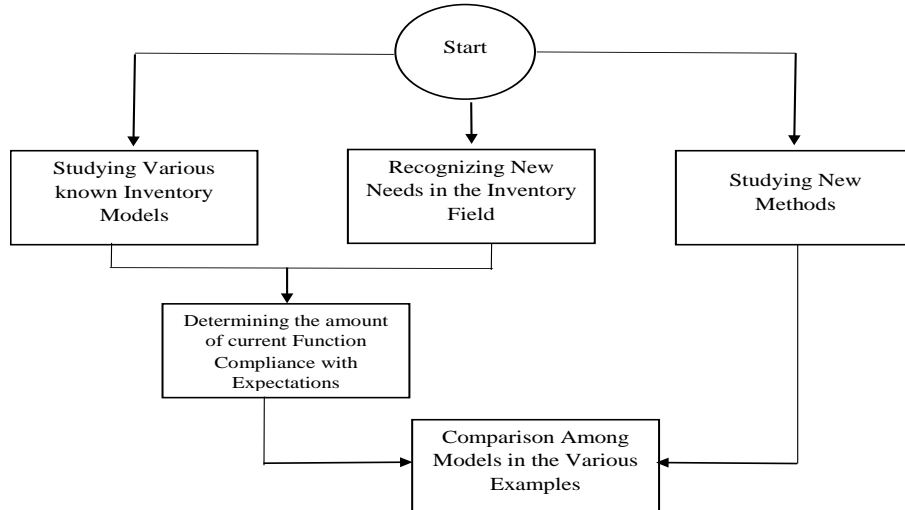 Start
Studying Various
known Inventory
Models
Recognizing New
Needs in the Inventory
Field
Studying New
Methods
Determining the amount
of current Function
Compliance with
Expectations
Comparison Among
Models in the Various
Examples